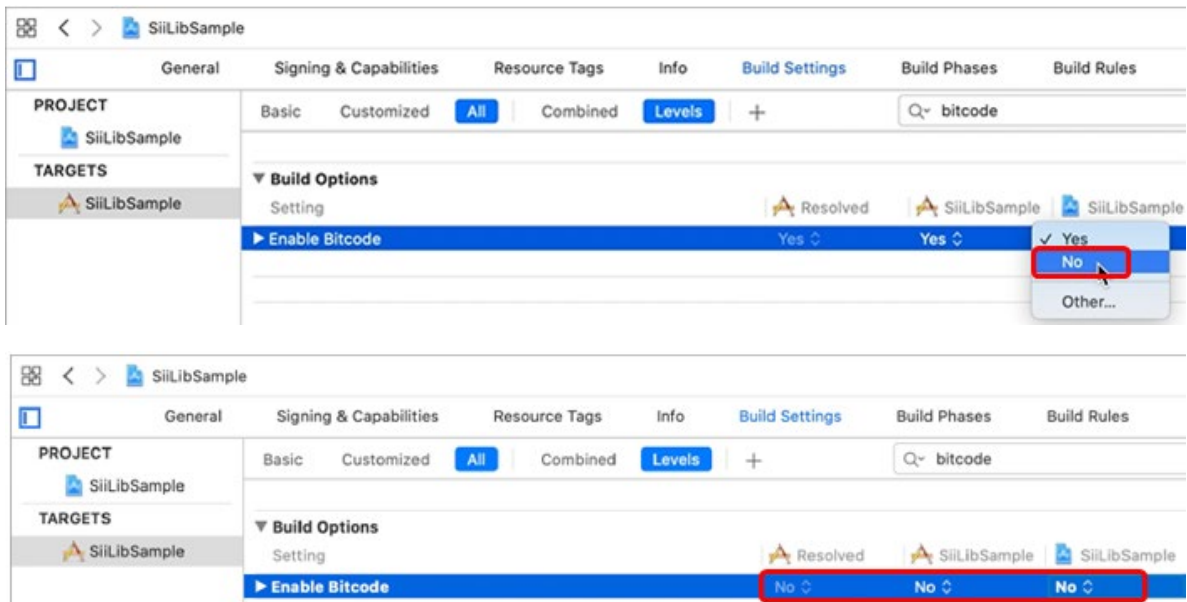 SiiLibSample
General Signing & Capabilities Resource Tags Info Build Settings Build Phases Build Rules
PROJECT
Basic Customized All Combined Levels + bitcode
SiiLibSample
TARGETS
▼ Build Options
SiiLibSample
Setting Resolved SiiLibSample SiiLibSample
▶ Enable Bitcode Yes Yes ✓ Yes
No
Other...
SiiLibSample
General Signing & Capabilities Resource Tags Info Build Settings Build Phases Build Rules
PROJECT
Basic Customized All Combined Levels + bitcode
SiiLibSample
TARGETS
▼ Build Options
SiiLibSample
Setting Resolved SiiLibSample SiiLibSample
▶ Enable Bitcode No No No